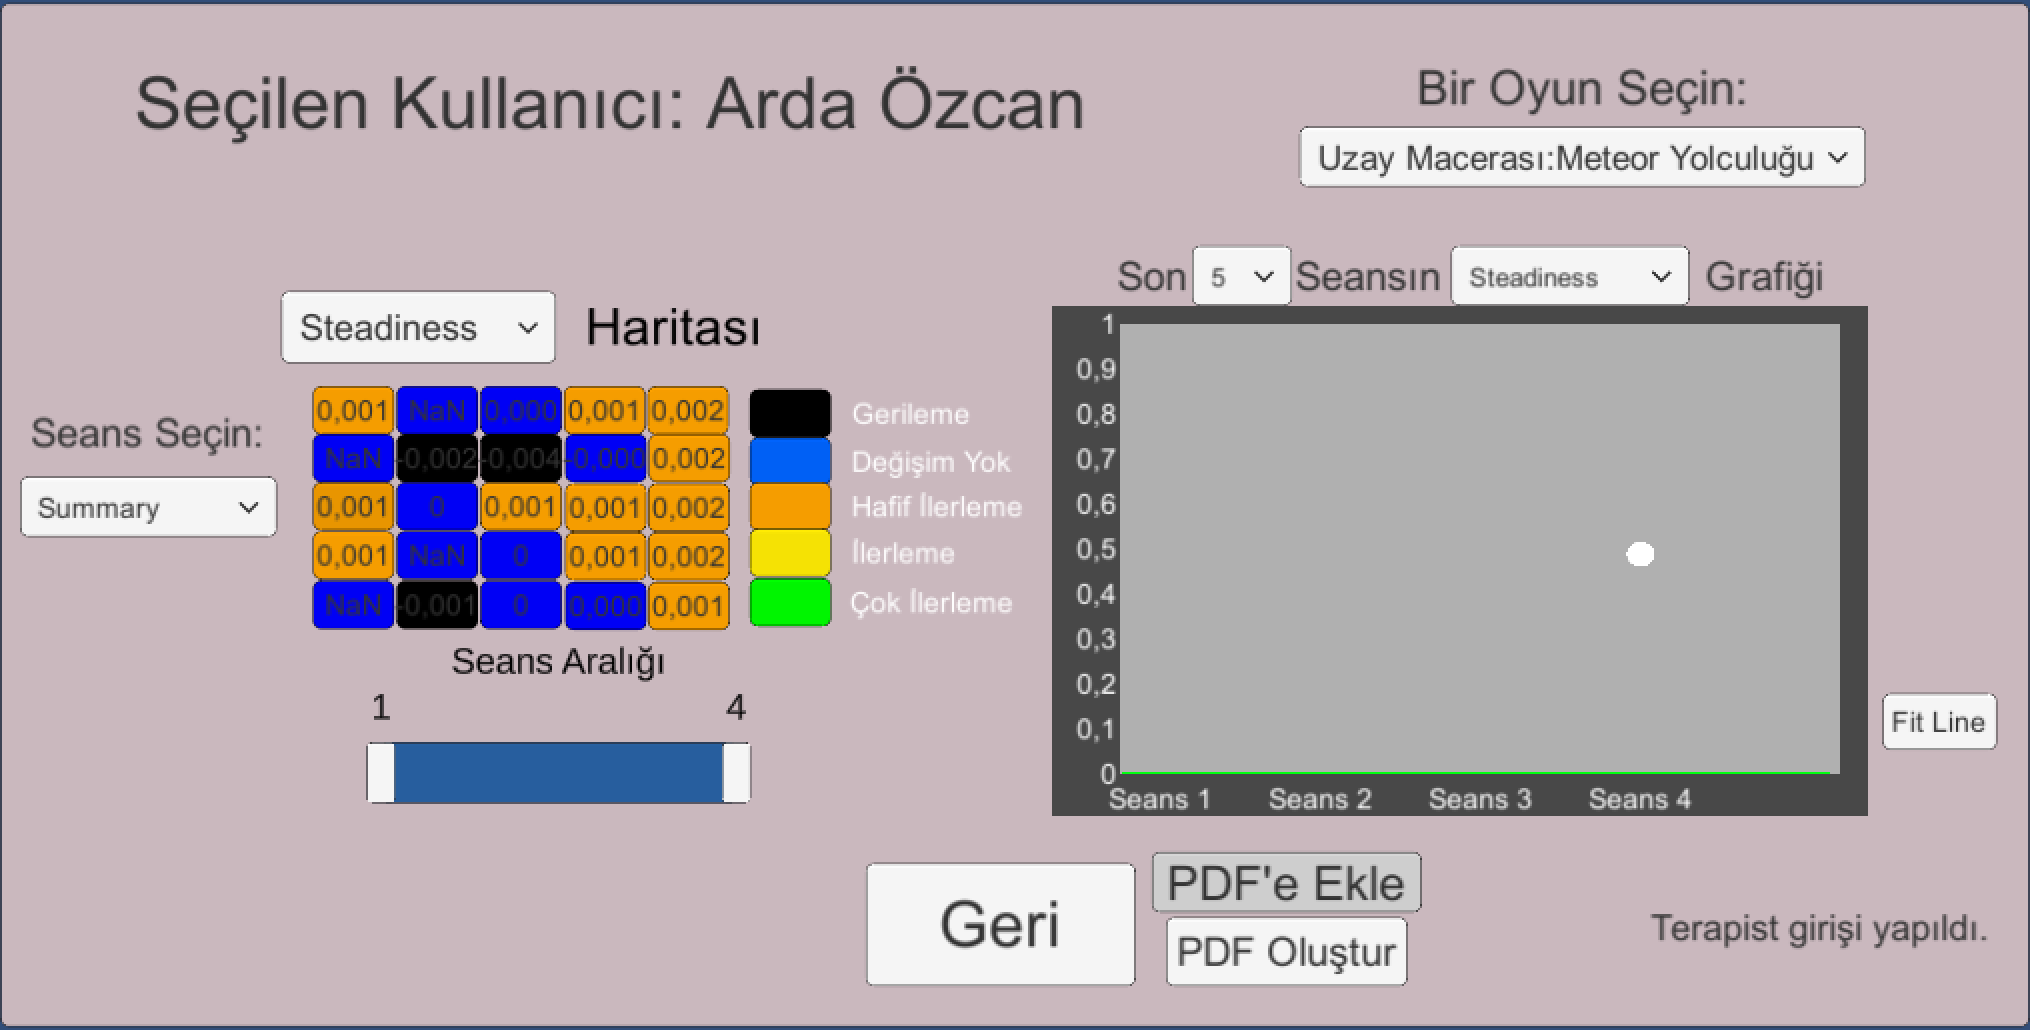 Seçilen Kullanıcı: Arda Özcan
Bir Oyun Seçin:
Uzay Macerası:Meteor Yolculuğu
Son 5 Seansın Steadiness Grafiği
Steadiness Haritası
Seans Seçin:
Summary
0,001 NaN 0,000 0,001 0,002
NaN -0,002 -0,004 -0,000 0,002
0,001 0 0,001 0,001 0,002
0,001 NaN 0 0,001 0,002
NaN -0,001 0 0,000 0,001
Gerileme
Değişim Yok
Hafif İlerleme
İlerleme
Çok İlerleme
Seans Aralığı
1 4
1
0,9
0,8
0,7
0,6
0,5
0,4
0,3
0,2
0,1
0
Seans 1 Seans 2 Seans 3 Seans 4
Fit Line
Geri
PDF'e Ekle
PDF Oluştur
Terapist girişi yapıldı.